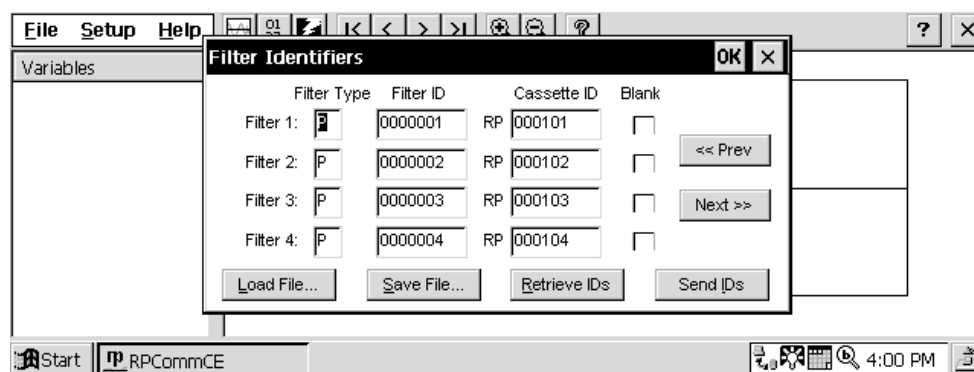 File Setup Help 01 ?
?
Variables
Filter Identifiers OK ×
Filter Type Filter ID Cassette ID Blank
Filter 1: P 0000001 RP 000101
Filter 2: P 0000002 RP 000102
Filter 3: P 0000003 RP 000103
Filter 4: P 0000004 RP 000104
<< Prev
Next >>
Load File... Save File... Retrieve IDs Send IDs
Start rp RPCommCE 4:00 PM